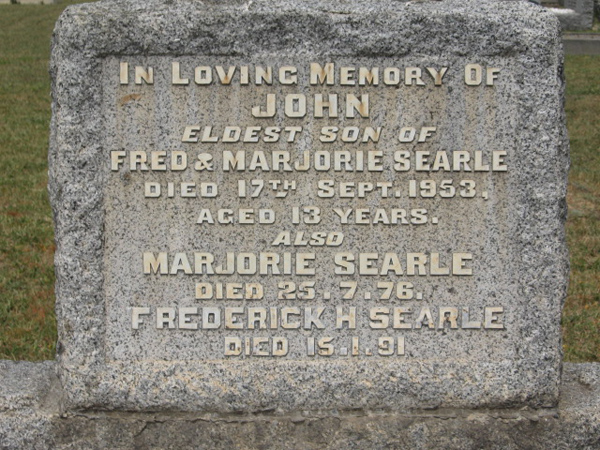 IN LOVING MEMORY OF
JOHN
ELDEST SON OF
FRED & MARJORIE SEARLE
DIED 17TH SEPT. 1953.
AGED 13 YEARS.
ALSO
MARJORIE SEARLE
DIED 25.7.76.
FREDERICK H SEARLE
DIED 15.1.91